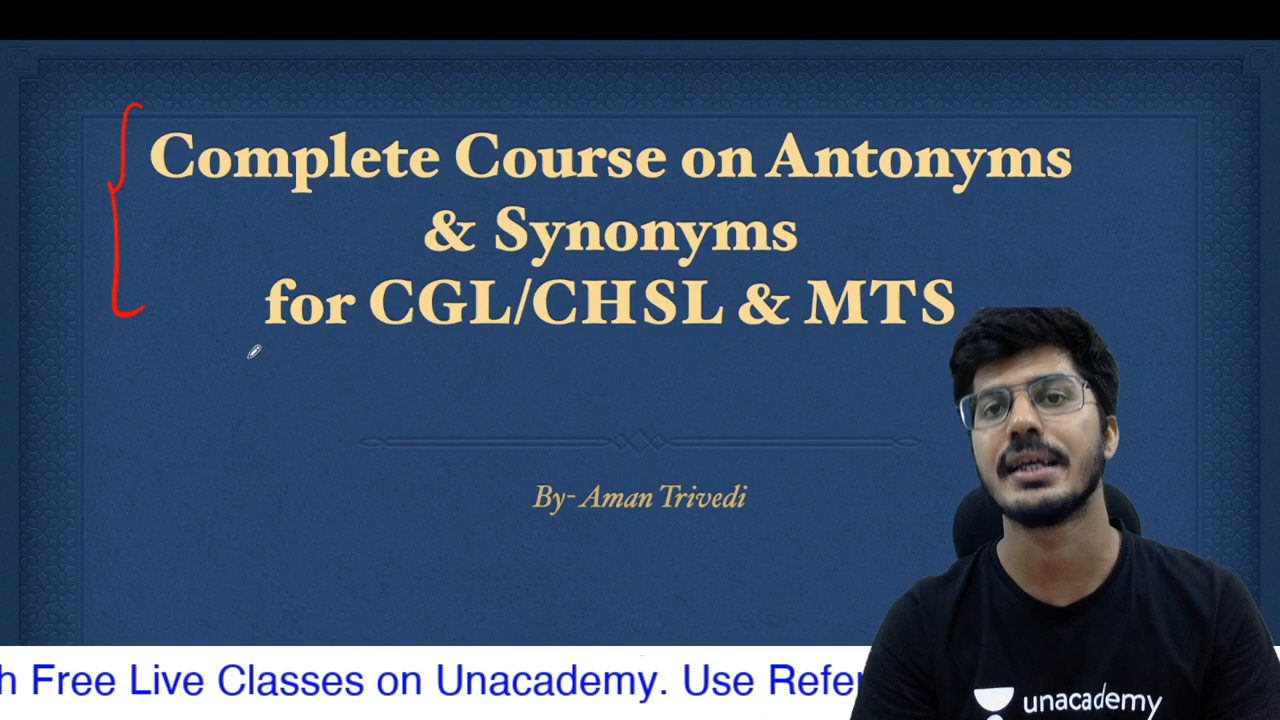 Complete Course on Antonyms
& Synonyms
for CGL/CHSL & MTS
By- Aman Trivedi
Free Live Classes on Unacademy. Use
unacademy